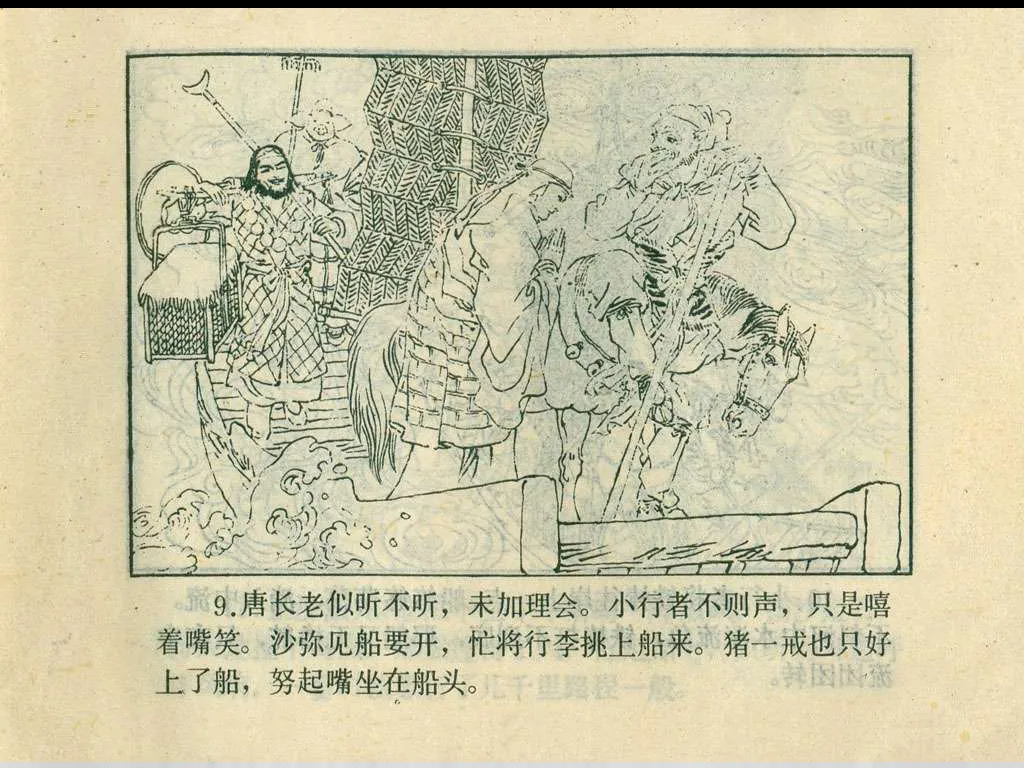 9.唐长老似听不听，未加理会。小行者不则声，只是嘻
着嘴笑。沙弥见船要开，忙将行李挑上船来。猪一戒也只好
上了船，努起嘴坐在船头。